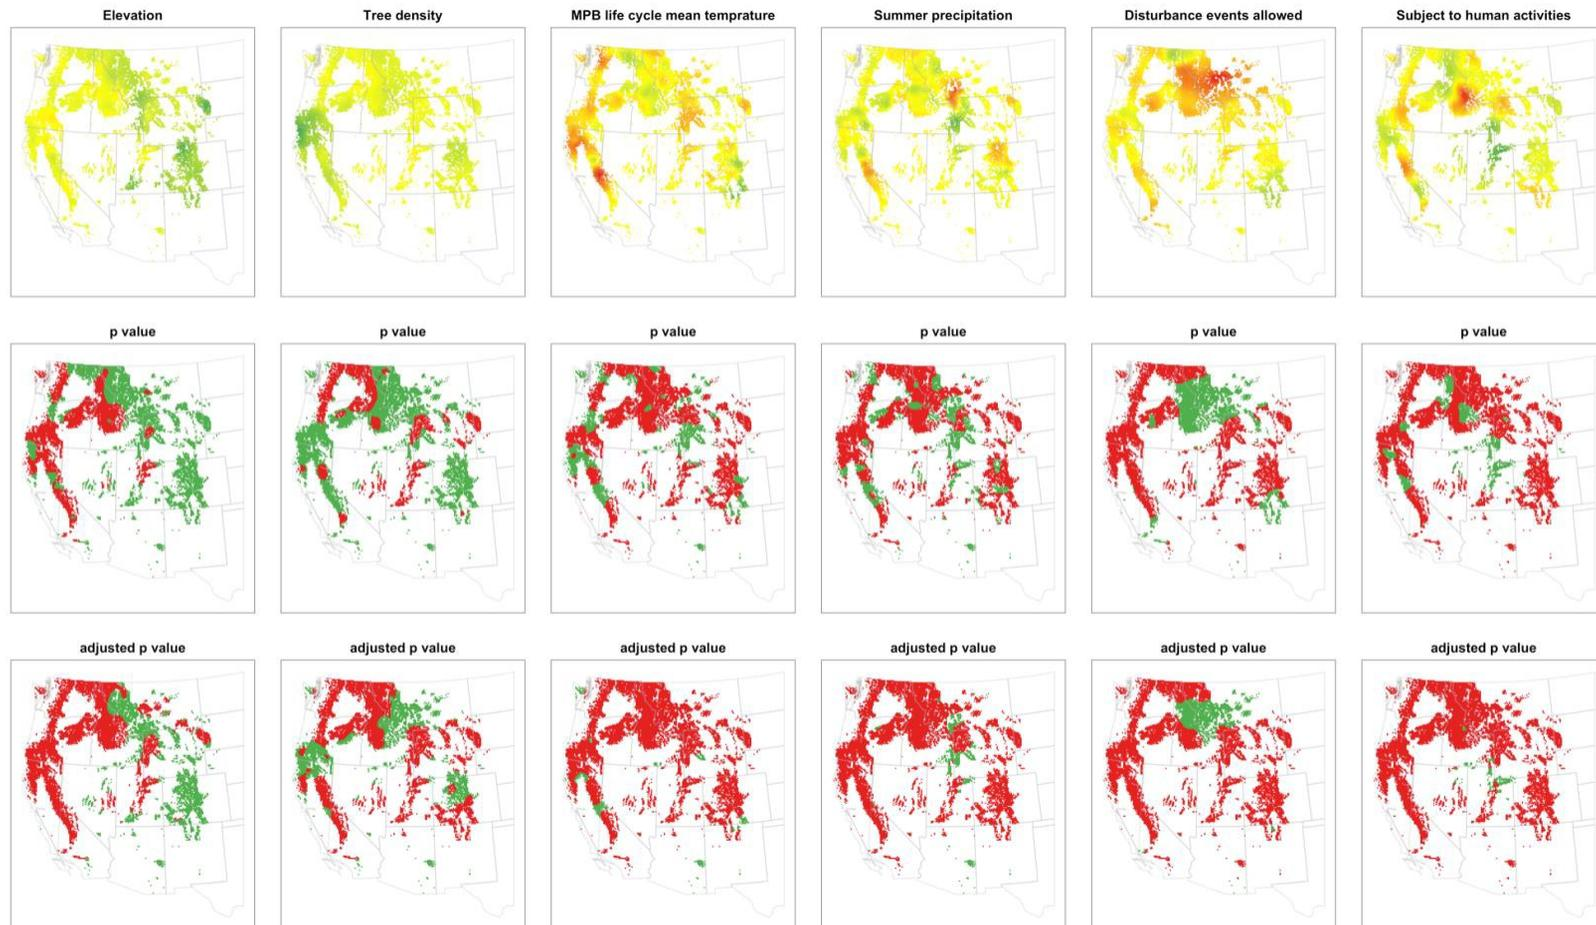 Elevation
Tree density
MPB life cycle mean temprature
Summer precipitation
Disturbance events allowed
Subject to human activities
p value
p value
p value
p value
p value
p value
adjusted p value
adjusted p value
adjusted p value
adjusted p value
adjusted p value
adjusted p value